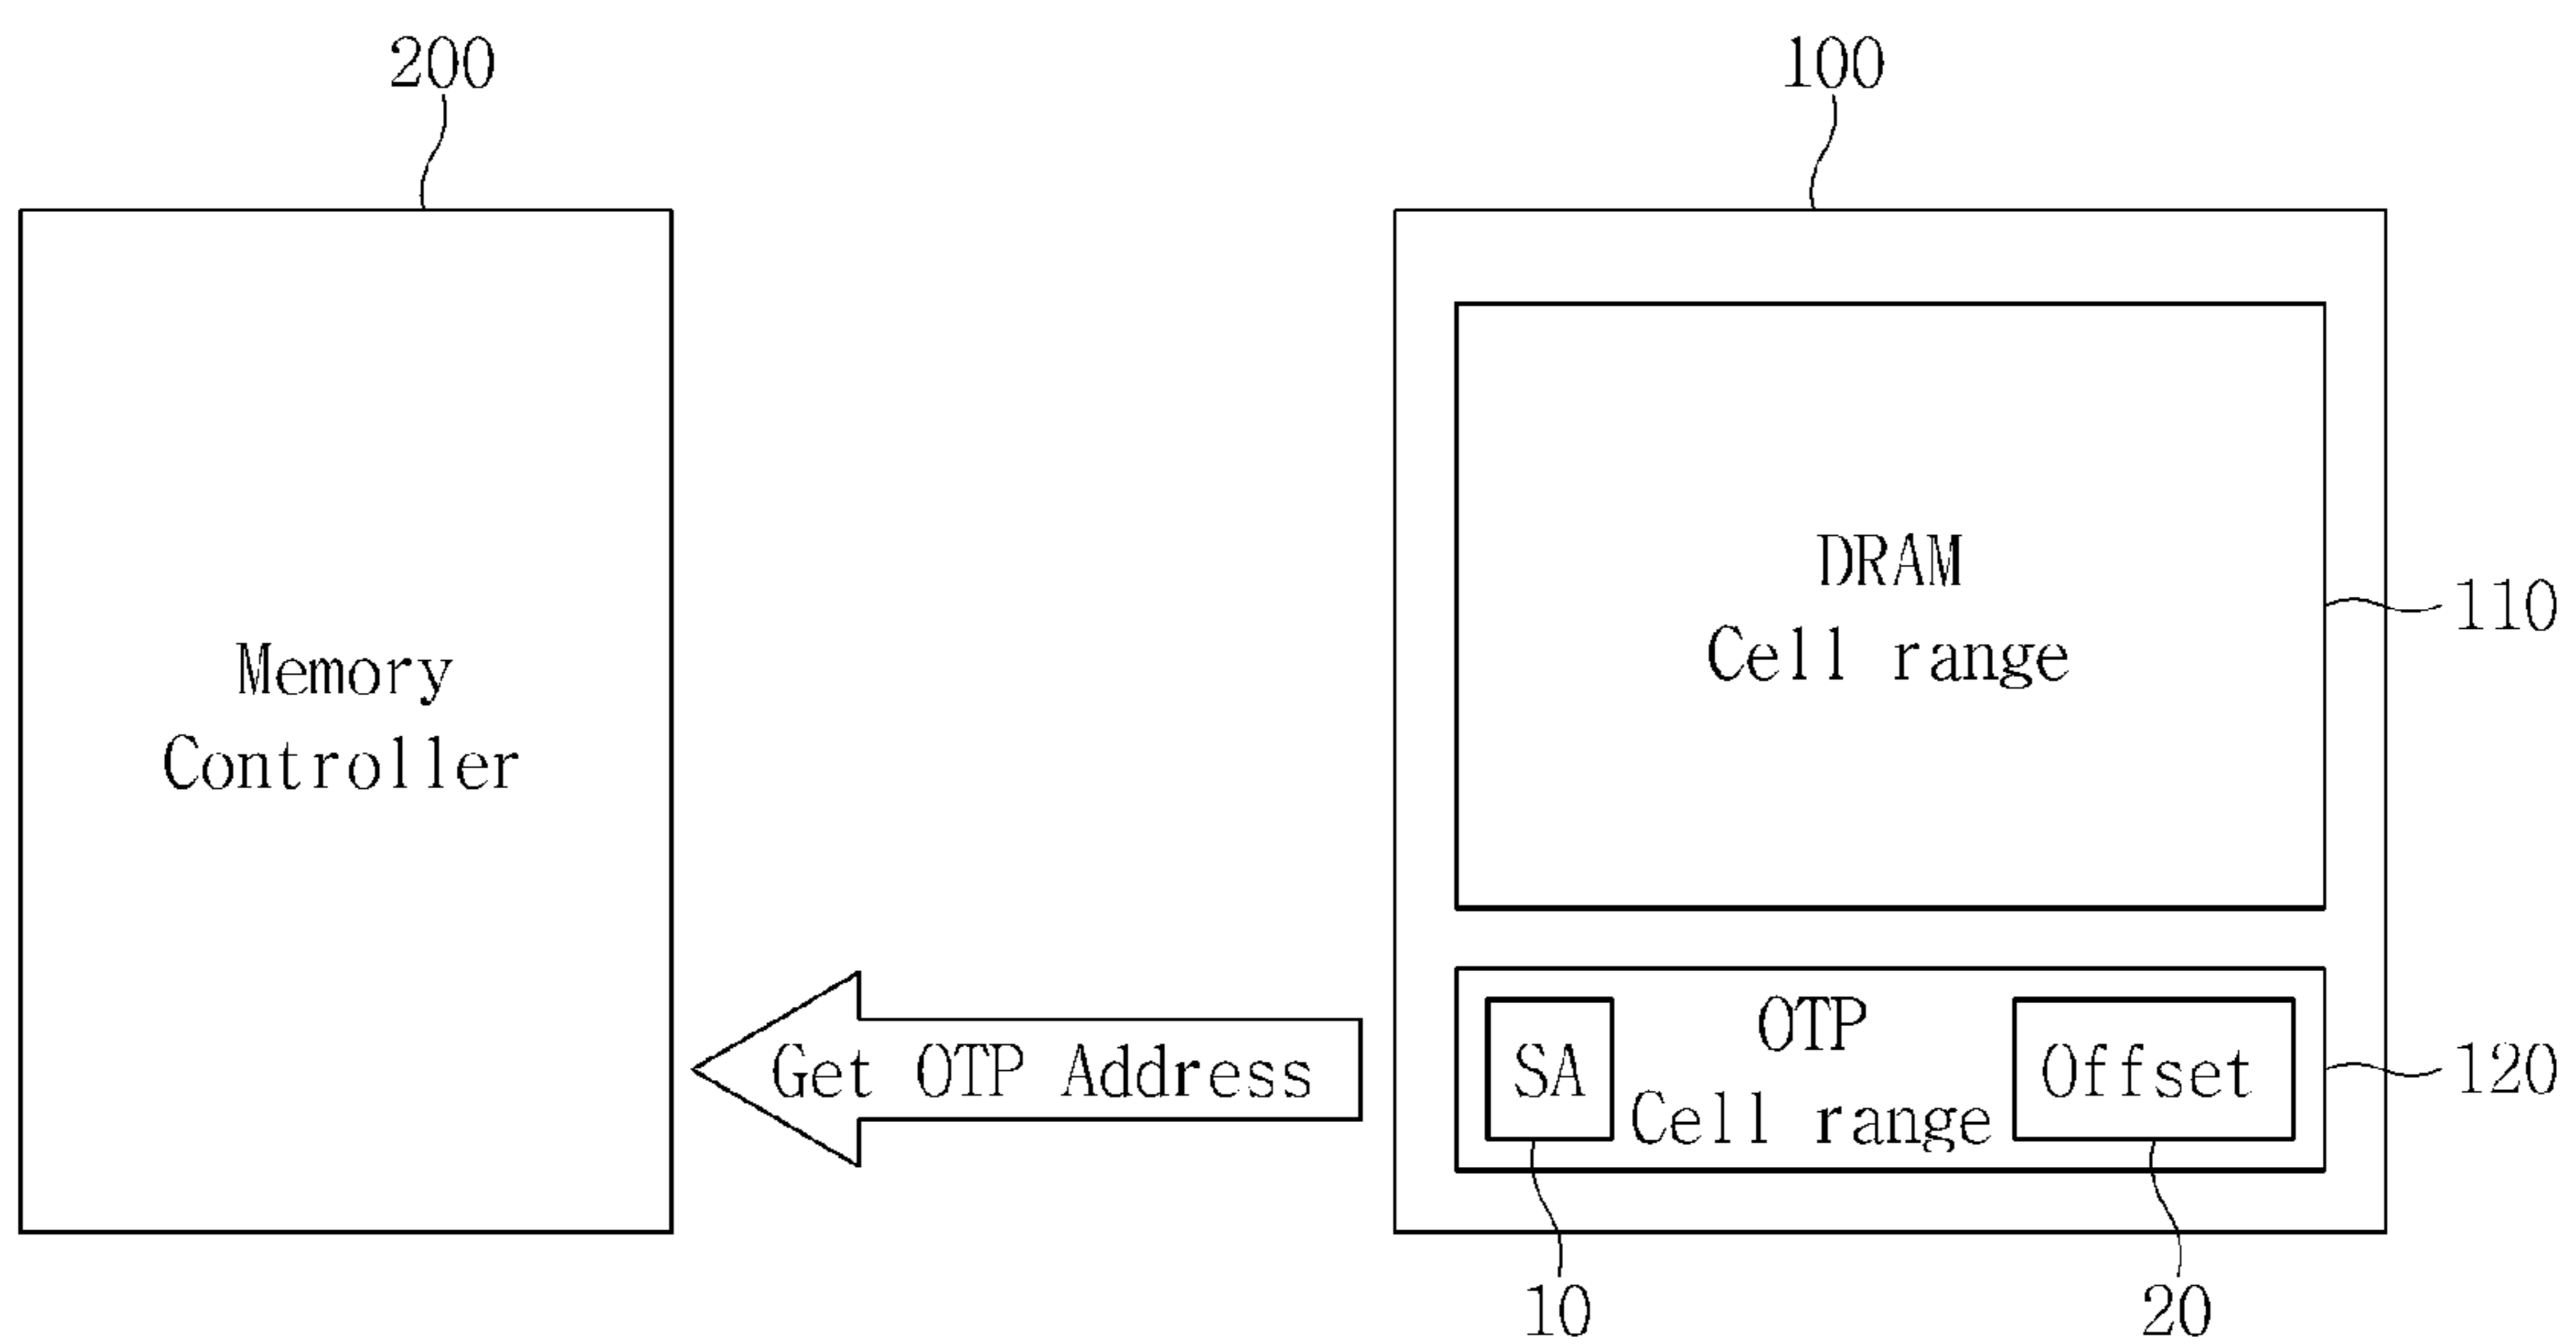 200
100
DRAM
Cell range
110
Memory
Controller
Get OTP Address
SA
OTP
Cell range
Offset
120
10
20